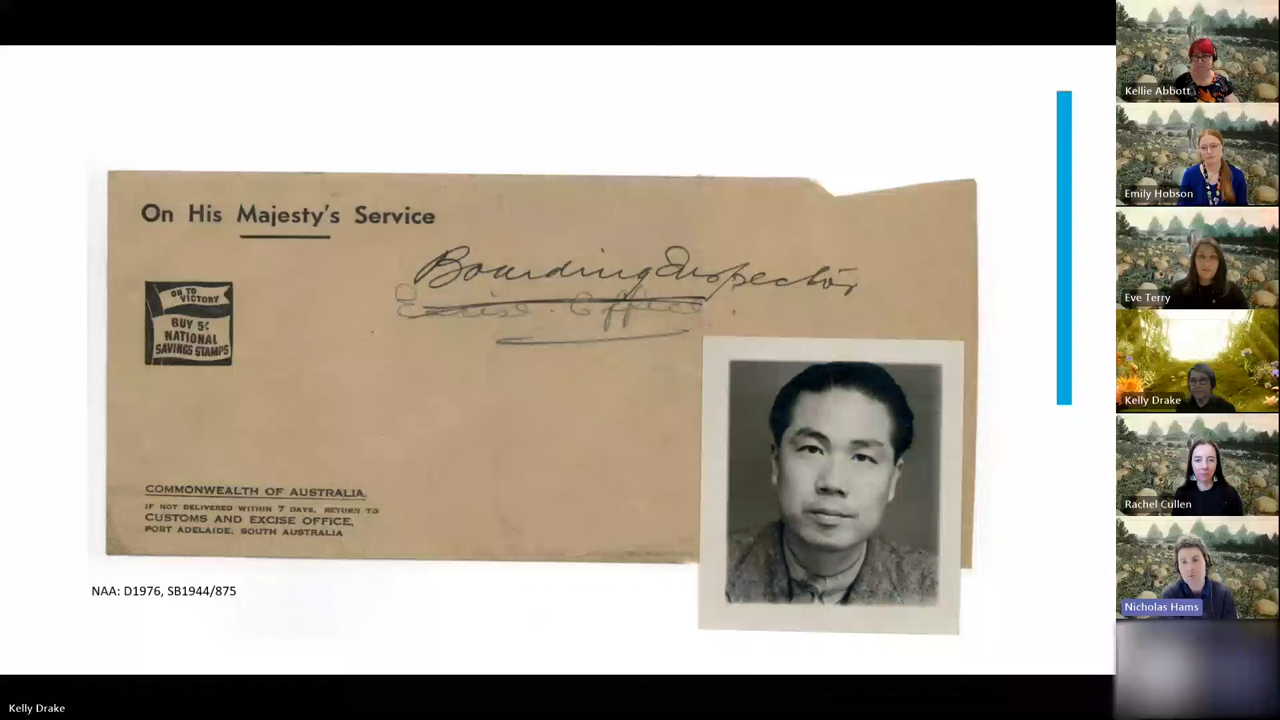 On His Majesty's Service
Boarding Inspector
Excise Office.
ON TO
VICTORY
BUY 5/-
NATIONAL
SAVINGS STAMPS
COMMONWEALTH OF AUSTRALIA.
IF NOT DELIVERED WITHIN 7 DAYS, RETURN TO
CUSTOMS AND EXCISE OFFICE,
PORT ADELAIDE, SOUTH AUSTRALIA
NAA: D1976, SB1944/875
Kellie Abbott
Emily Hobson
Eve Terry
Kelly Drake
Rachel Cullen
Nicholas Hams
Kelly Drake